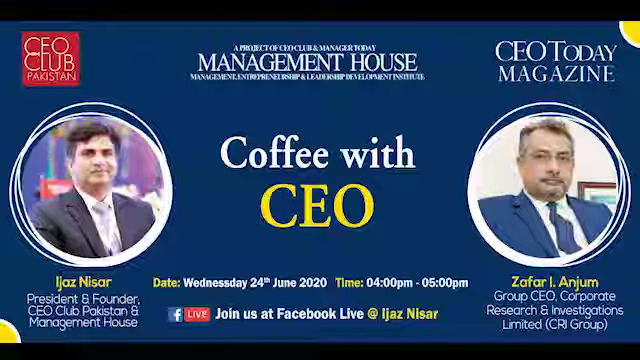 CEO
CLUB
PAKISTAN
A PROJECT OF CEO CLUB & MANAGER TODAY
MANAGEMENT HOUSE
MANAGEMENT, ENTREPRENEURSHIP & LEADERSHIP DEVELOPMENT INSTITUTE
CEO TODAY
MAGAZINE
Coffee with
CEO
Ijaz Nisar
President & Founder,
CEO Club Pakistan &
Management House
Date: Wednessday 24th June 2020 Time: 04:00pm - 05:00pm
f LIVE Join us at Facebook Live @ Ijaz Nisar
Zafar I. Anjum
Group CEO, Corporate
Research & Investigations
Limited (CRI Group)